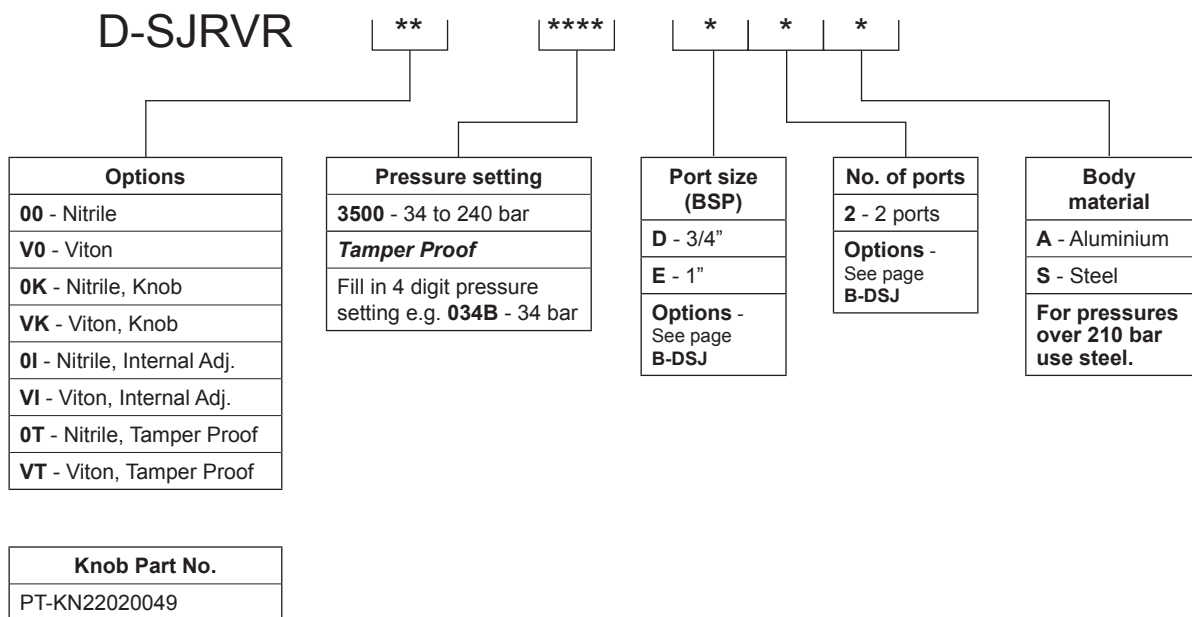 D-SJRVR ** **** * * *
Options
00 - Nitrile
V0 - Viton
0K - Nitrile, Knob
VK - Viton, Knob
0I - Nitrile, Internal Adj.
VI - Viton, Internal Adj.
0T - Nitrile, Tamper Proof
VT - Viton, Tamper Proof
Pressure setting
3500 - 34 to 240 bar
Tamper Proof
Fill in 4 digit pressure
setting e.g. 034B - 34 bar
Port size
(BSP)
D - 3/4”
E - 1”
Options -
See page
B-DSJ
No. of ports
2 - 2 ports
Options -
See page
B-DSJ
Body
material
A - Aluminium
S - Steel
For pressures
over 210 bar
use steel.
Knob Part No.
PT-KN22020049